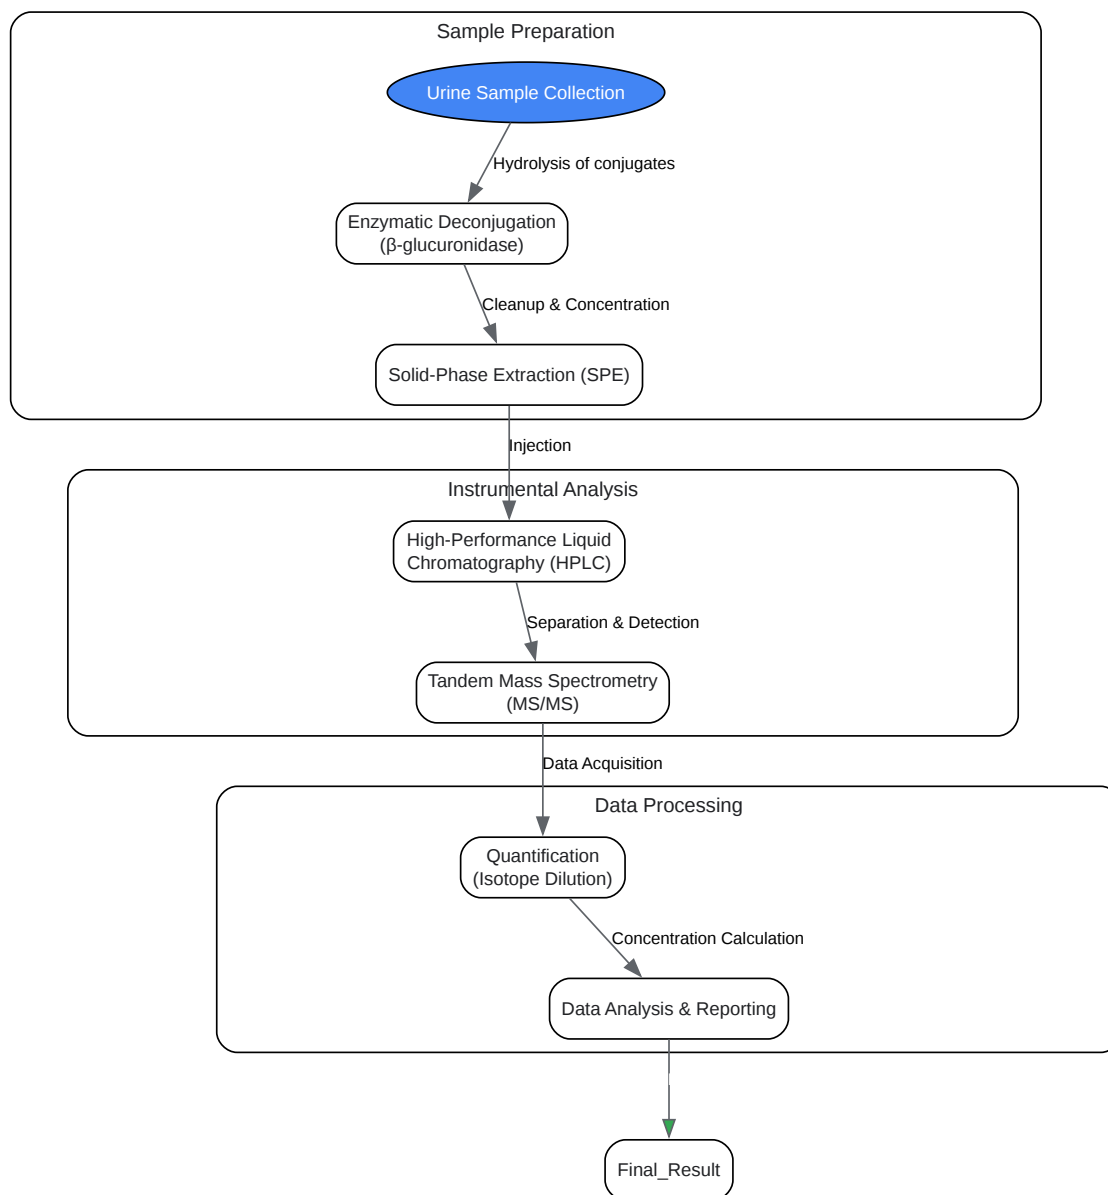 Sample Preparation
Urine Sample Collection
Hydrolysis of conjugates
Enzymatic Deconjugation
(β-glucuronidase)
Cleanup & Concentration
Solid-Phase Extraction (SPE)
Injection
Instrumental Analysis
High-Performance Liquid
Chromatography (HPLC)
Separation & Detection
Tandem Mass Spectrometry
(MS/MS)
Data Acquisition
Data Processing
Quantification
(Isotope Dilution)
Concentration Calculation
Data Analysis & Reporting
Final_Result